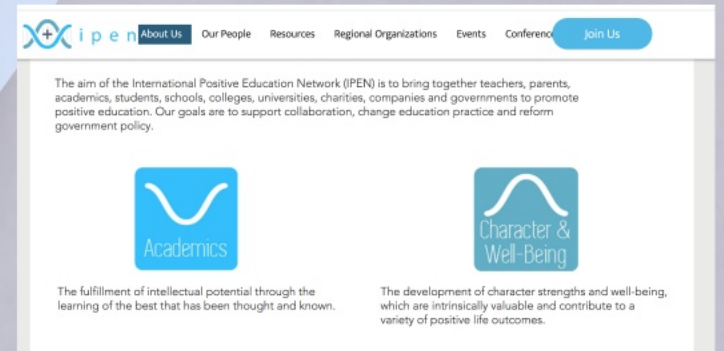 ipen About Us Our People Resources Regional Organizations Events Conference Join Us
The aim of the International Positive Education Network (IPEN) is to bring together teachers, parents,
academics, students, schools, colleges, universities, charities, companies and governments to promote
positive education. Our goals are to support collaboration, change education practice and reform
government policy.
Academics
The fulfillment of intellectual potential through the
learning of the best that has been thought and known.
Character &
Well-Being
The development of character strengths and well-being,
which are intrinsically valuable and contribute to a
variety of positive life outcomes.